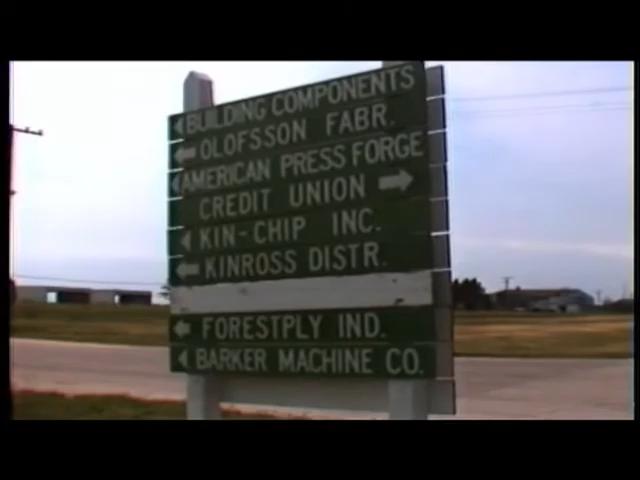 BUILDING COMPONENTS
OLOFSSON FABR.
AMERICAN PRESS FORGE
CREDIT UNION
KIN-CHIP INC.
KINROSS DISTR.
FORESTPLY IND.
BARKER MACHINE CO.